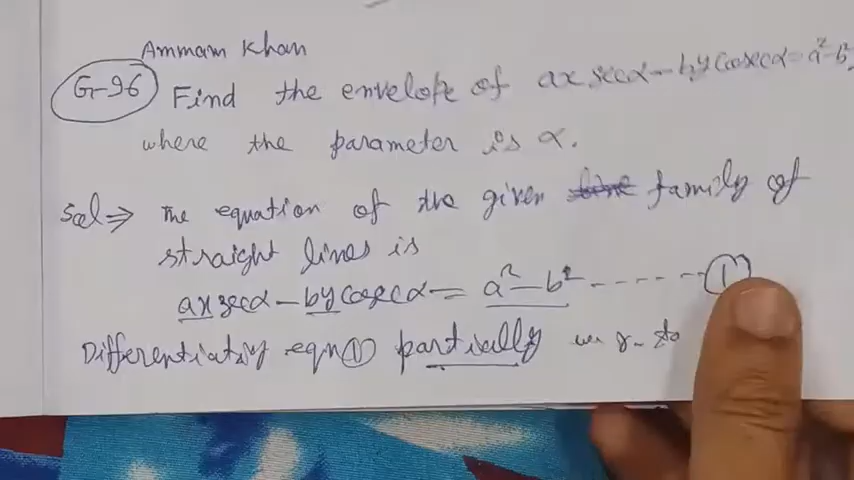 Ammam Khan
G-96 Find the envelope of ax secα - by cosecα = a² - b²,
where the parameter is α.
Sol ⇒ The equation of the given family of
straight lines is
ax secα - by cosecα = a² - b² ------ ①
Differentiating eqn ① partially w. r. to